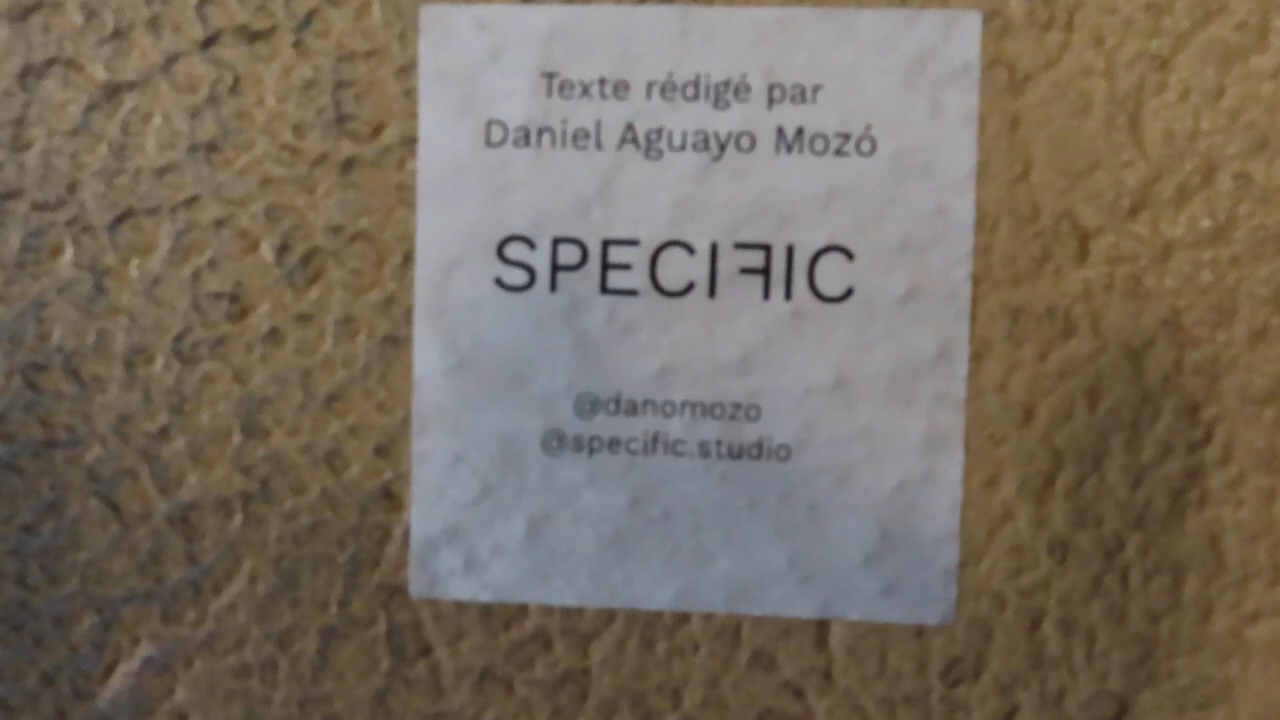 Texte rédigé par
Daniel Aguayo Mozó
SPECIFIC
@danomozo
@specific.studio